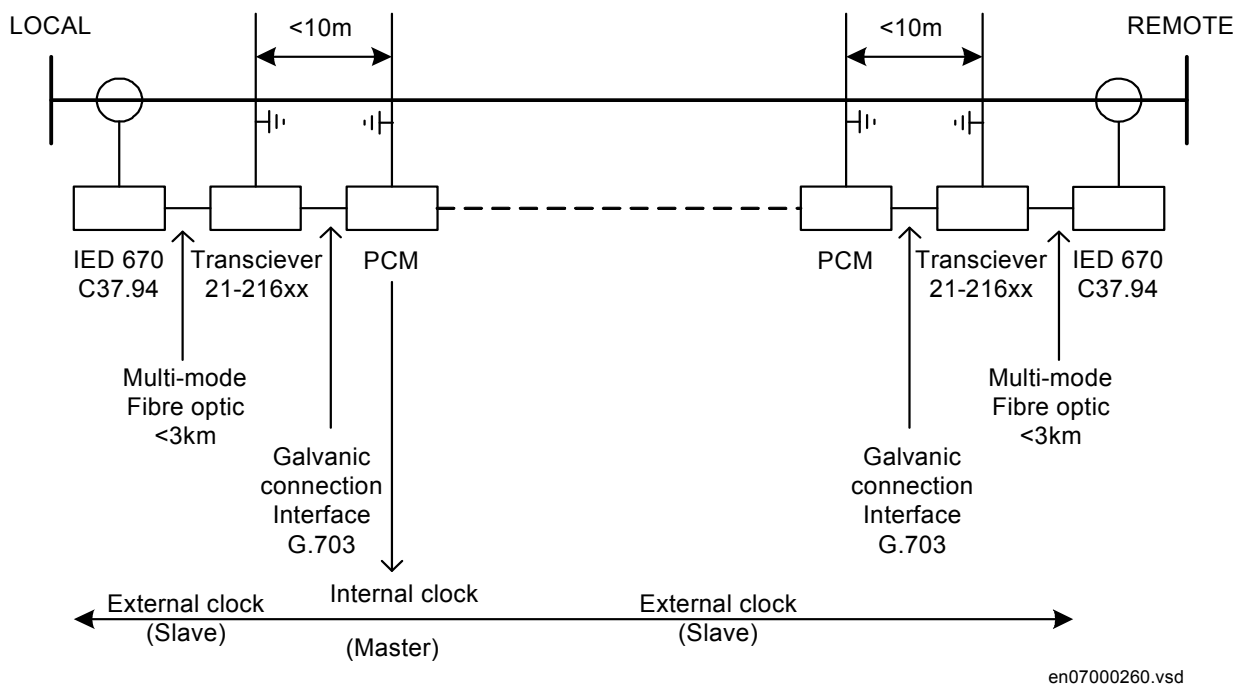 LOCAL
<10m
<10m
REMOTE
IED 670
C37.94
Transciever
21-216xx
PCM
PCM
Transciever
21-216xx
IED 670
C37.94
Multi-mode
Fibre optic
<3km
Galvanic
connection
Interface
G.703
Galvanic
connection
Interface
G.703
Multi-mode
Fibre optic
<3km
External clock
(Slave)
Internal clock
(Master)
External clock
(Slave)
en07000260.vsd